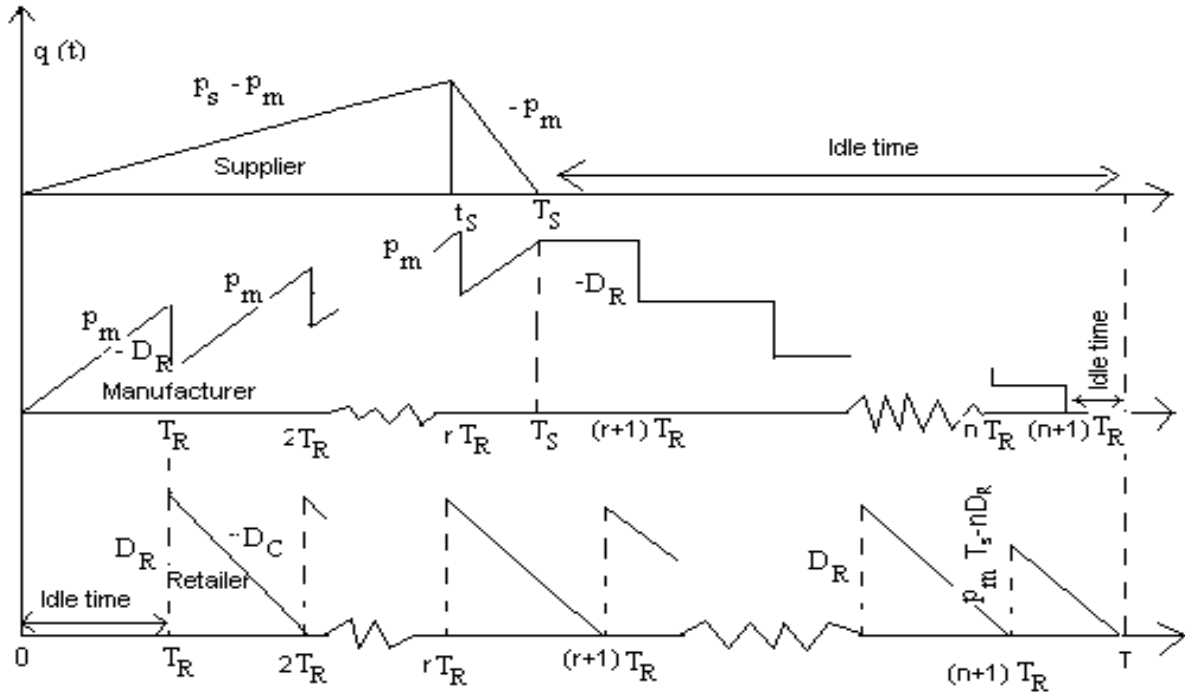 q (t)
p_s - p_m
- p_m
Supplier
Idle time
t_S
T_S
p_m
p_m
p_m
- D_R
- D_R
Manufacturer
Idle time
T_R
2T_R
r T_R
T_S
(r+1) T_R
n T_R
(n+1) T_R
D_R
- D_C
Retailer
Idle time
D_R
p_m T_s-nD_R
0
T_R
2T_R
rT_R
(r+1) T_R
(n+1) T_R
T